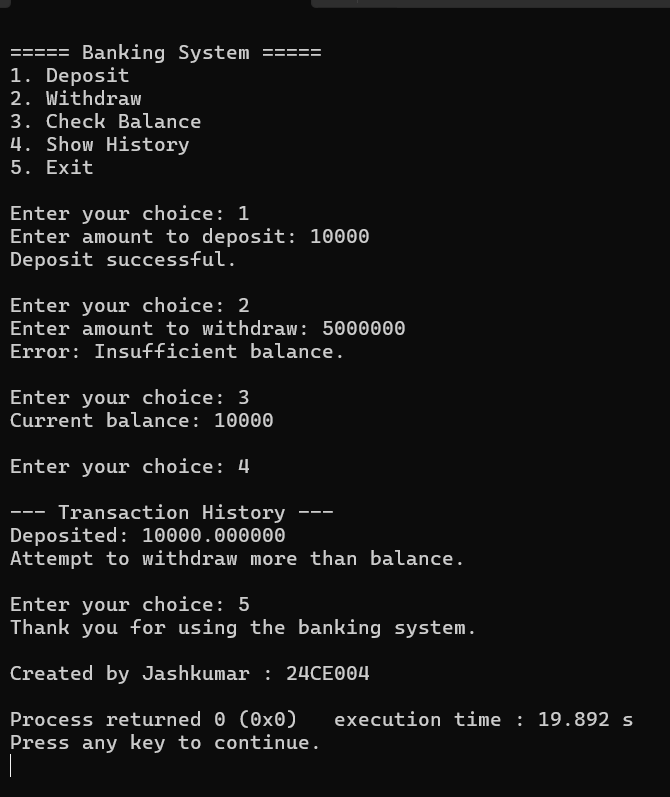 ===== Banking System =====
1. Deposit
2. Withdraw
3. Check Balance
4. Show History
5. Exit
Enter your choice: 1
Enter amount to deposit: 10000
Deposit successful.
Enter your choice: 2
Enter amount to withdraw: 5000000
Error: Insufficient balance.
Enter your choice: 3
Current balance: 10000
Enter your choice: 4
--- Transaction History ---
Deposited: 10000.000000
Attempt to withdraw more than balance.
Enter your choice: 5
Thank you for using the banking system.
Created by Jashkumar : 24CE004
Process returned 0 (0x0)   execution time : 19.892 s
Press any key to continue.